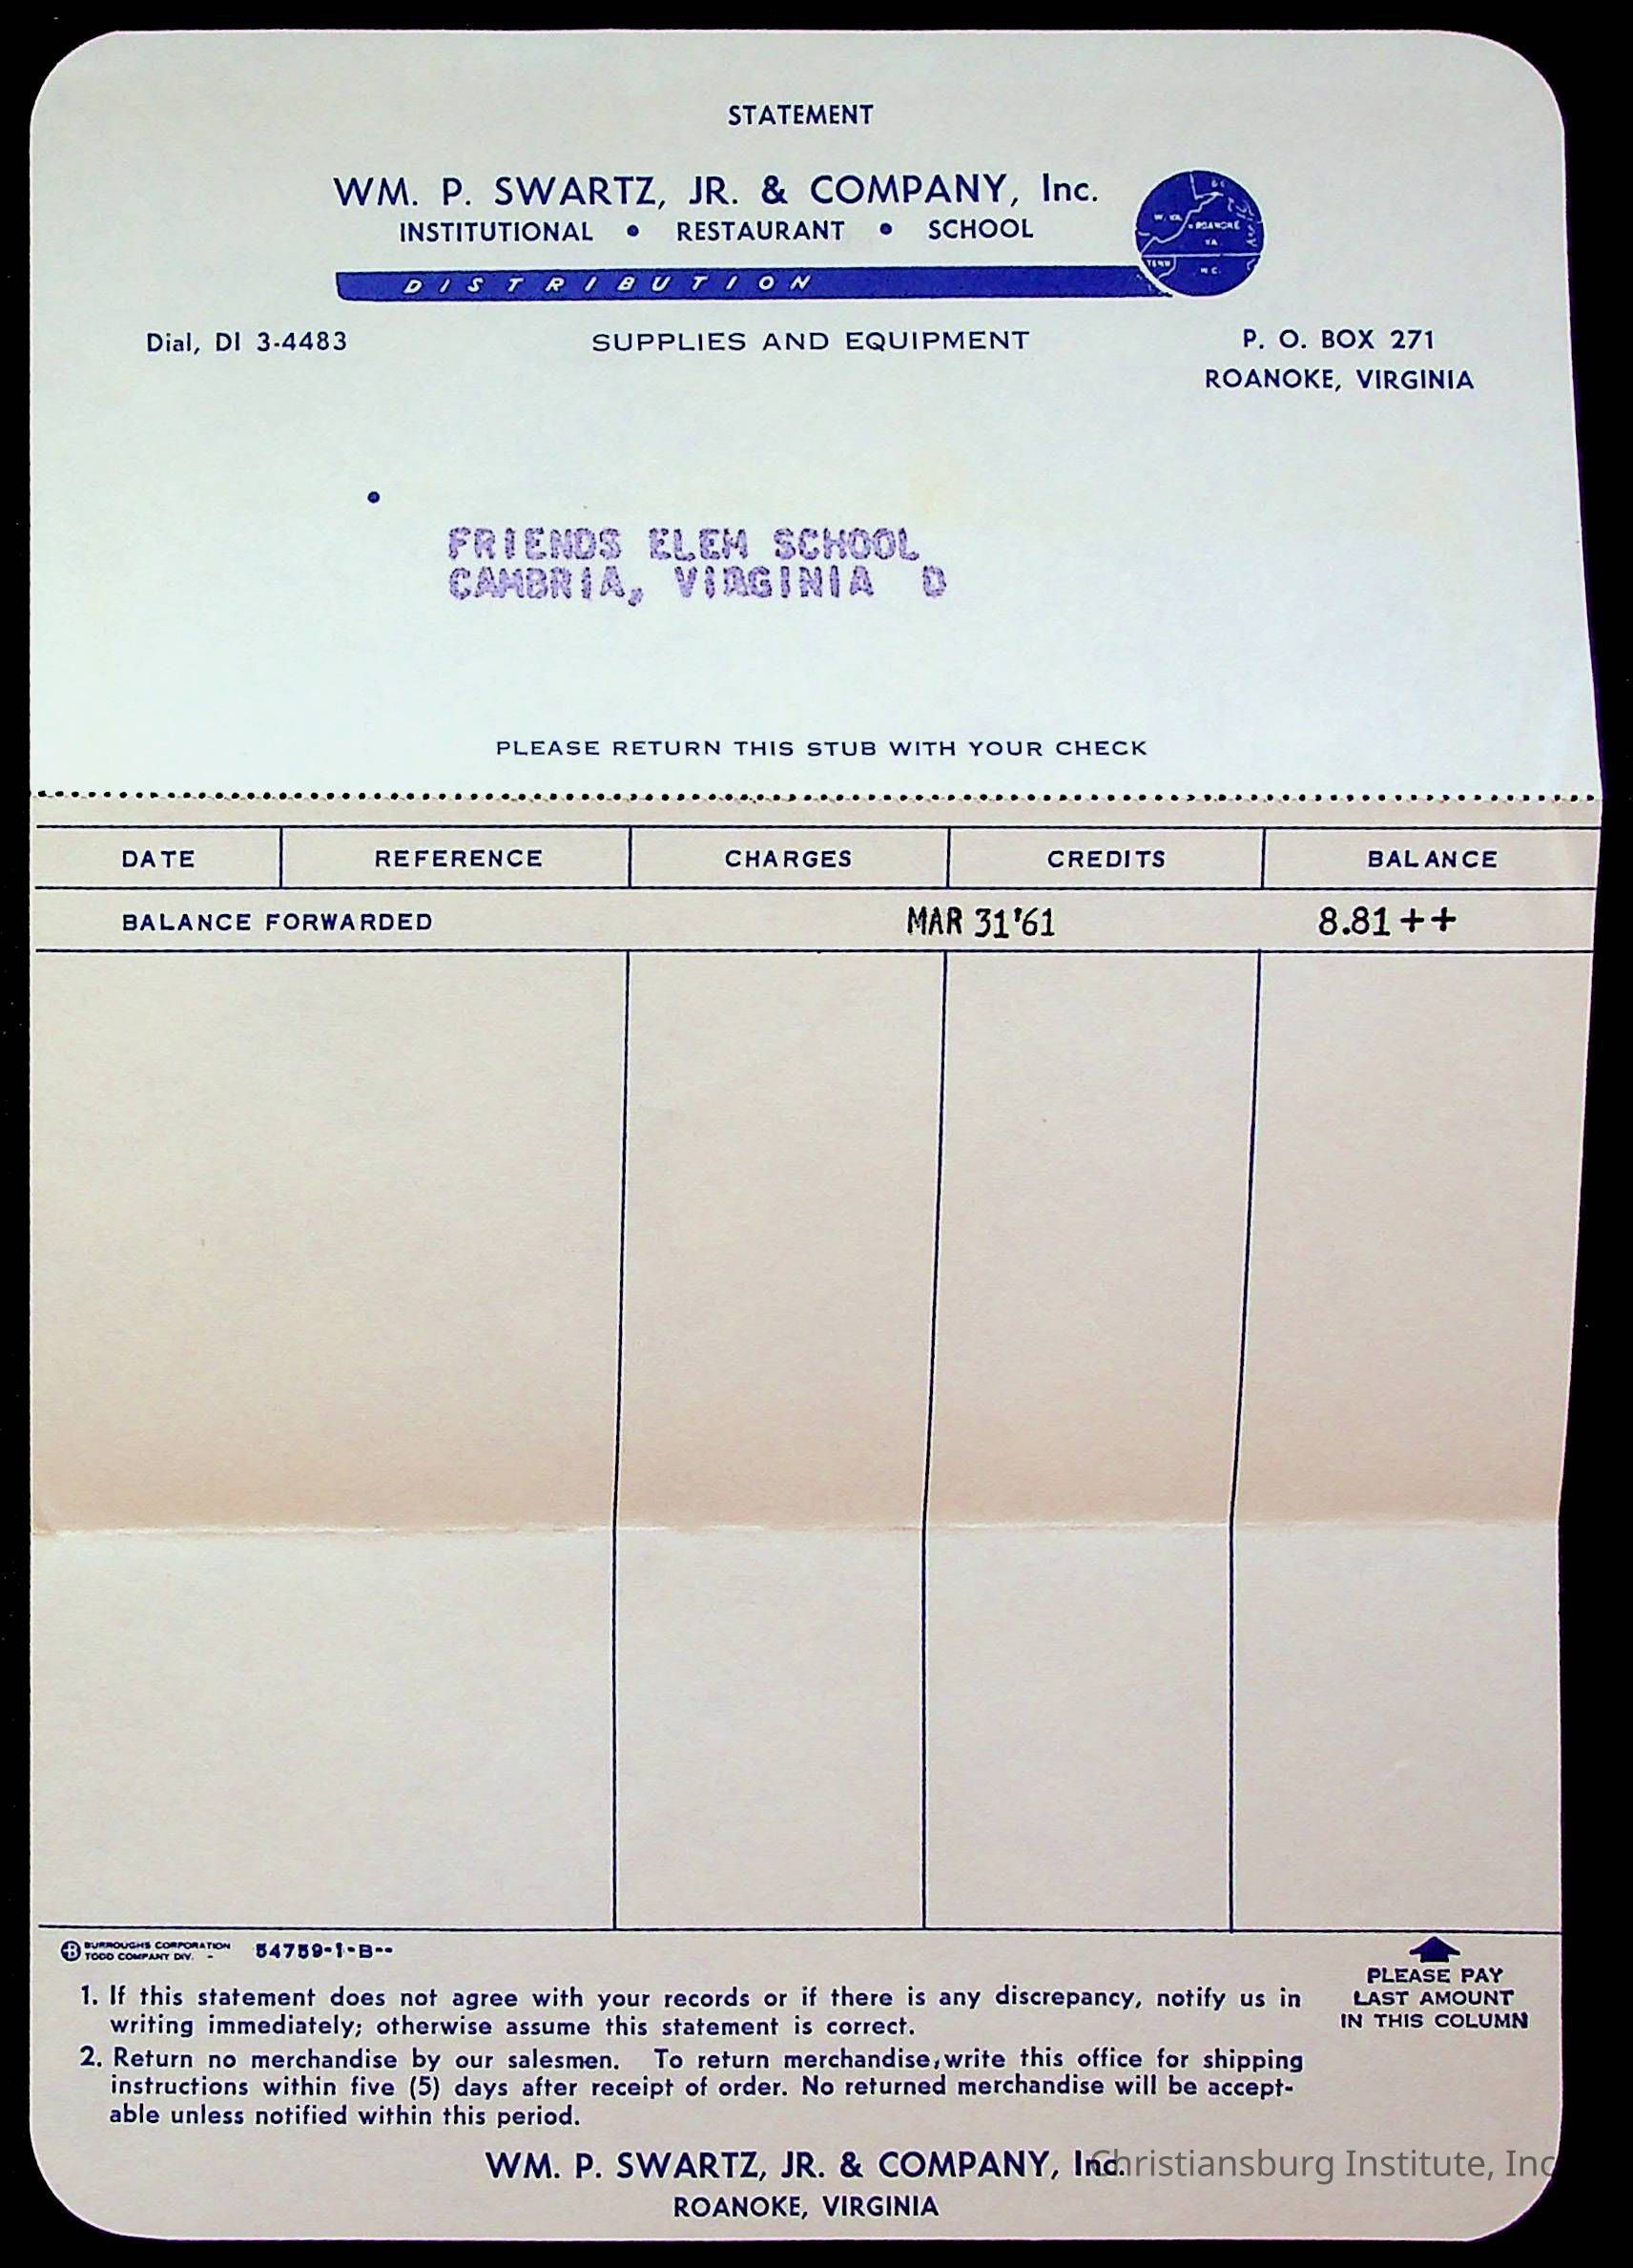 STATEMENT
WM. P. SWARTZ, JR. & COMPANY, Inc.
INSTITUTIONAL • RESTAURANT • SCHOOL
DISTRIBUTION
W. VA.
ROANOKE
VA
TENN
N.C.
Dial, DI 3-4483
SUPPLIES AND EQUIPMENT
P. O. BOX 271
ROANOKE, VIRGINIA
FRIENDS ELEM SCHOOL
CAMBRIA, VIRGINIA D
PLEASE RETURN THIS STUB WITH YOUR CHECK
DATE REFERENCE CHARGES CREDITS BALANCE
BALANCE FORWARDED MAR 31'61 8.81 ++
BURROUGHS CORPORATION
TODD COMPANY DIV. -
54759-1-B--
PLEASE PAY
LAST AMOUNT
IN THIS COLUMN
1. If this statement does not agree with your records or if there is any discrepancy, notify us in
writing immediately; otherwise assume this statement is correct.
2. Return no merchandise by our salesmen. To return merchandise, write this office for shipping
instructions within five (5) days after receipt of order. No returned merchandise will be accept-
able unless notified within this period.
WM. P. SWARTZ, JR. & COMPANY, Inc.
ROANOKE, VIRGINIA
Christiansburg Institute, Inc